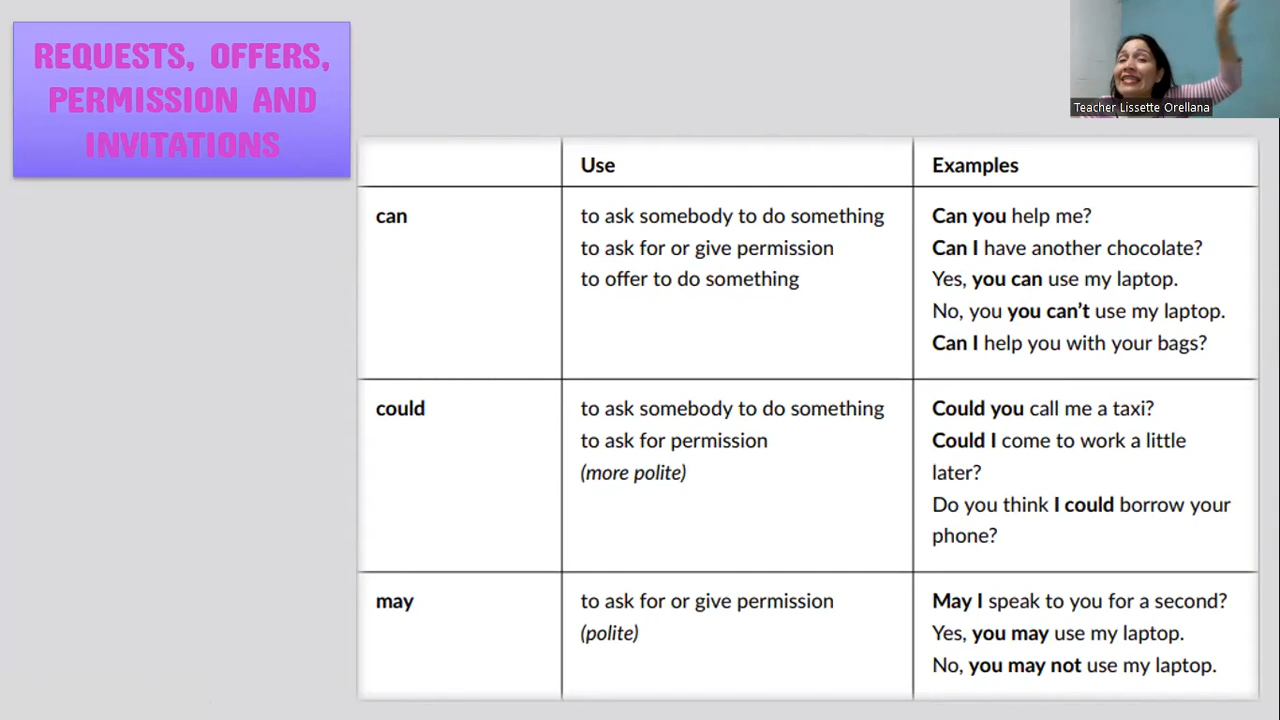 REQUESTS, OFFERS,
PERMISSION AND
INVITATIONS
Teacher Lissette Orellana
Use
Examples
can
to ask somebody to do something
to ask for or give permission
to offer to do something
Can you help me?
Can I have another chocolate?
Yes, you can use my laptop.
No, you you can't use my laptop.
Can I help you with your bags?
could
to ask somebody to do something
to ask for permission
(more polite)
Could you call me a taxi?
Could I come to work a little
later?
Do you think I could borrow your
phone?
may
to ask for or give permission
(polite)
May I speak to you for a second?
Yes, you may use my laptop.
No, you may not use my laptop.